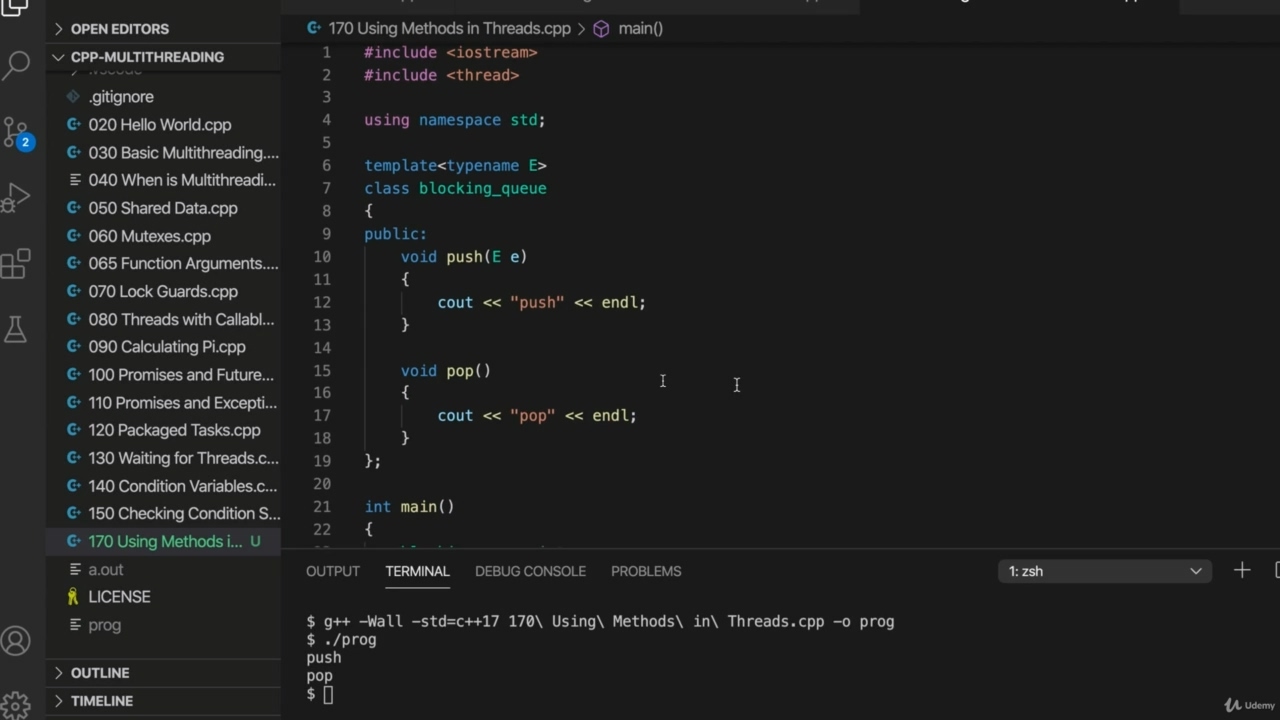 OPEN EDITORS
CPP-MULTITHREADING
.vscode
.gitignore
020 Hello World.cpp
030 Basic Multithreading....
040 When is Multithreadi...
050 Shared Data.cpp
060 Mutexes.cpp
065 Function Arguments....
070 Lock Guards.cpp
080 Threads with Callabl...
090 Calculating Pi.cpp
100 Promises and Future...
110 Promises and Excepti...
120 Packaged Tasks.cpp
130 Waiting for Threads.c...
140 Condition Variables.c...
150 Checking Condition S...
170 Using Methods i... U
a.out
LICENSE
prog
OUTLINE
TIMELINE
2
170 Using Methods in Threads.cpp > main()
1 #include <iostream>
2 #include <thread>
3
4 using namespace std;
5
6 template<typename E>
7 class blocking_queue
8 {
9 public:
10 void push(E e)
11 {
12 cout << "push" << endl;
13 }
14
15 void pop()
16 {
17 cout << "pop" << endl;
18 }
19 };
20
21 int main()
22 {
OUTPUT TERMINAL DEBUG CONSOLE PROBLEMS 1: zsh
$ g++ -Wall -std=c++17 170\ Using\ Methods\ in\ Threads.cpp -o prog
$ ./prog
push
pop
$
Udemy